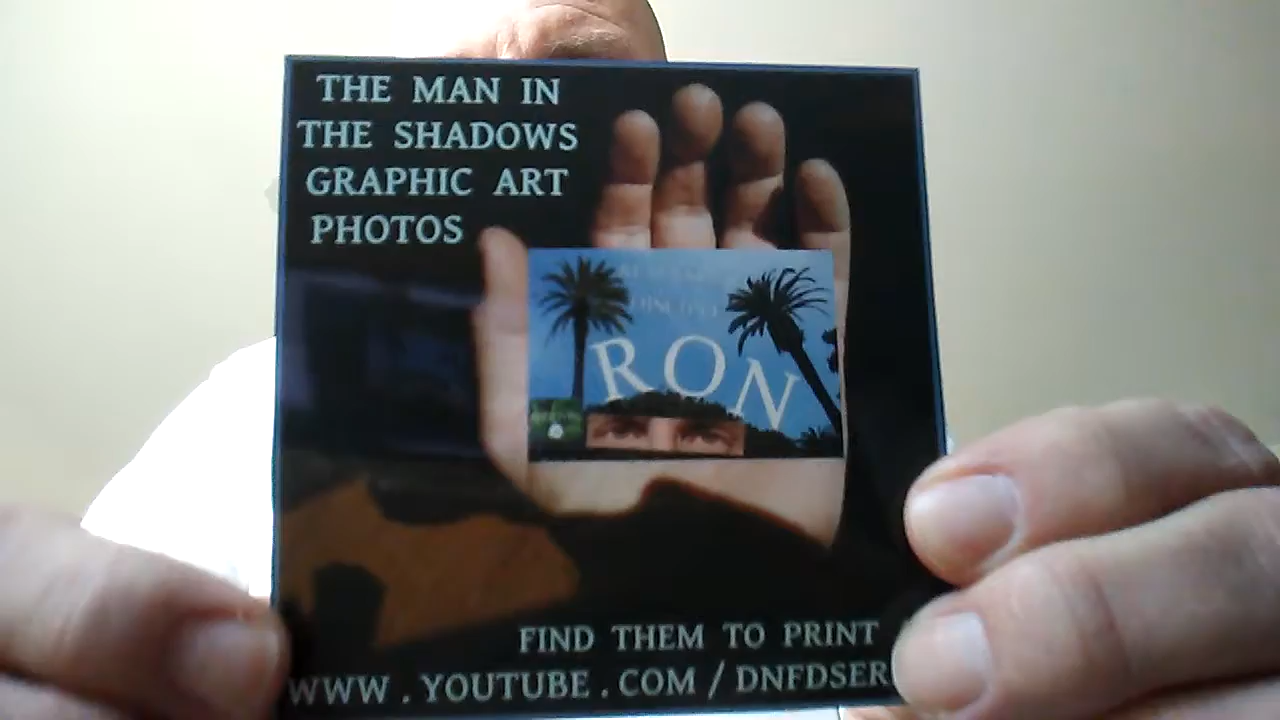 THE MAN IN
THE SHADOWS
GRAPHIC ART
PHOTOS
RON
FIND THEM TO PRINT
WWW . YOUTUBE . COM / DNFDSER